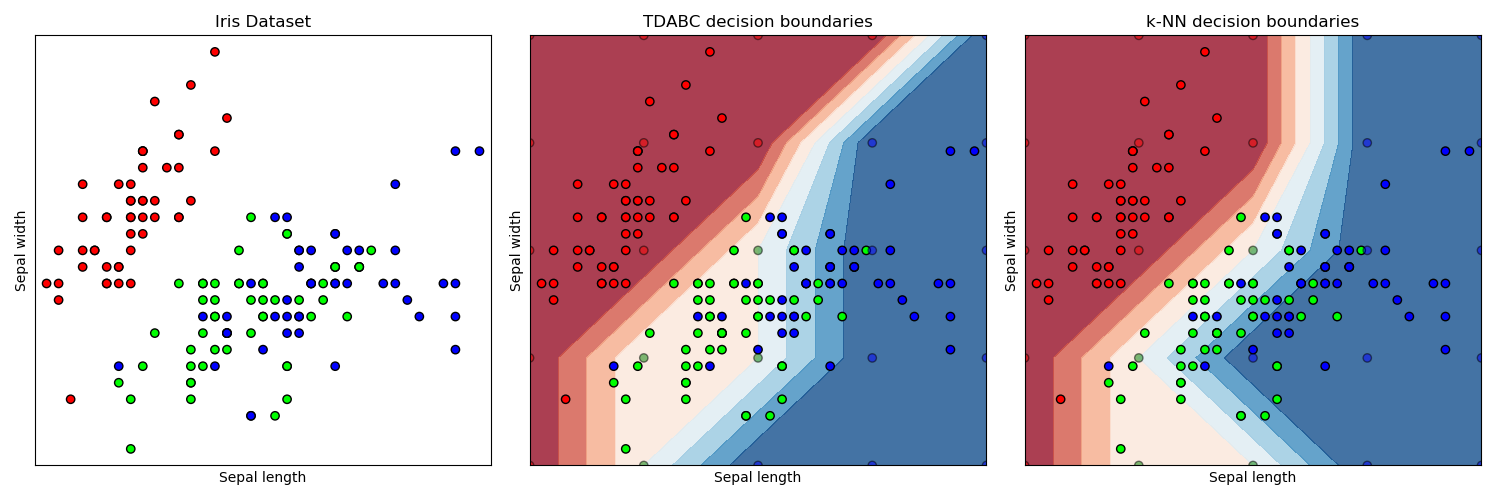 Iris Dataset
TDABC decision boundaries
k-NN decision boundaries
Sepal width
Sepal width
Sepal width
Sepal length
Sepal length
Sepal length